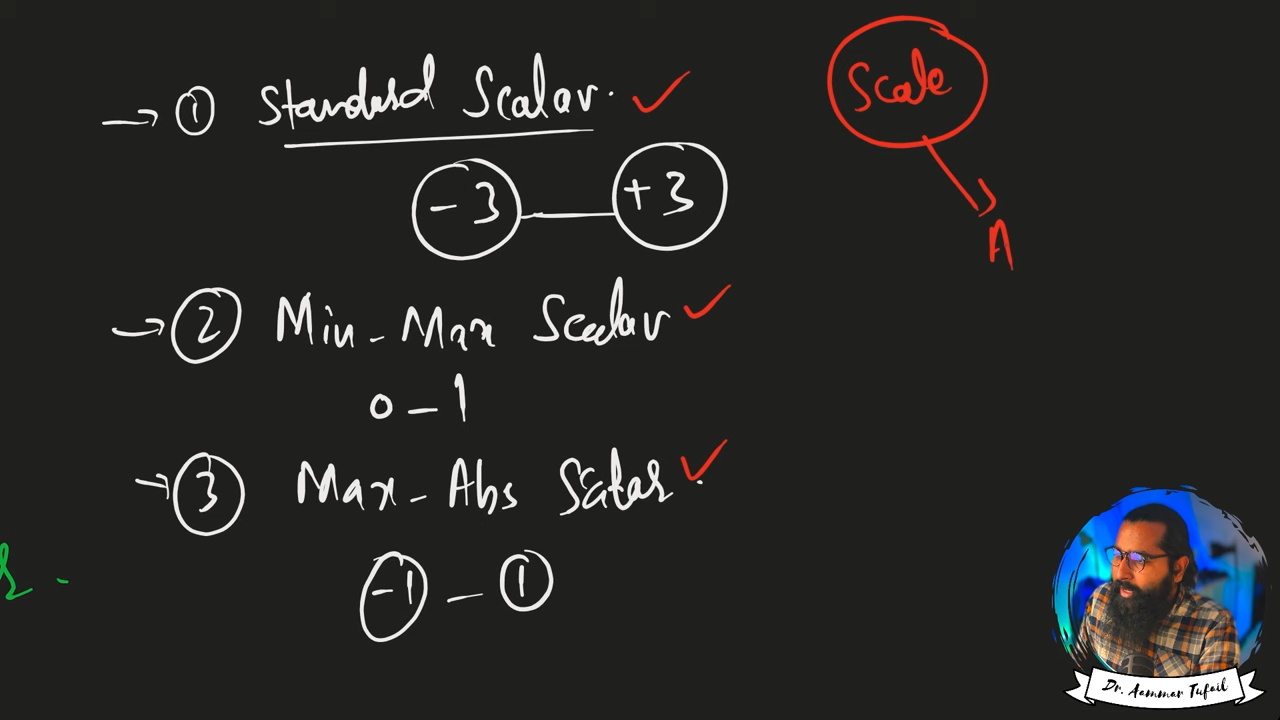 → ① Standard Scalar. ✓
Scale
-3 — +3
A
→ ② Min-Max Scalar ✓
0-1
→ ③ Max-Abs Scalar ✓
-1 — ①
Dr. Aammar Tufail